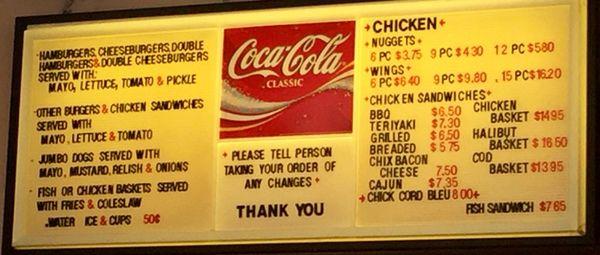 ·HAMBURGERS, CHEESEBURGERS, DOUBLE
HAMBURGERS & DOUBLE CHEESEBURGERS
SERVED WITH:
MAYO, LETTUCE, TOMATO & PICKLE
·OTHER BURGERS & CHICKEN SANDWICHES
SERVED WITH
MAYO, LETTUCE & TOMATO
· JUMBO DOGS SERVED WITH
MAYO, MUSTARD, RELISH & ONIONS
· FISH OR CHICKEN BASKETS SERVED
WITH FRIES & COLESLAW
.WATER ICE & CUPS 50¢
Coca-Cola
CLASSIC
+ PLEASE TELL PERSON
TAKING YOUR ORDER OF
ANY CHANGES +
THANK YOU
+CHICKEN+
+NUGGETS+
6 PC $3.75 9 PC $4 30 12 PC $5 80
+WINGS+
6 PC $6 40 9 PC $9.80 . 15 PC $16.20
+CHICKEN SANDWICHES+
BBQ $6.50
TERIYAKI $7.30
GRILLED $6 50
BREADED $ 5 75
CHIX BACON
CHEESE 7.50
CAJUN $7.35
+CHICK CORD BLEU 8 00+
CHICKEN
BASKET $14 95
HALIBUT
BASKET $ 16 50
COD
BASKET $13 95
FISH SANDWICH $7 65